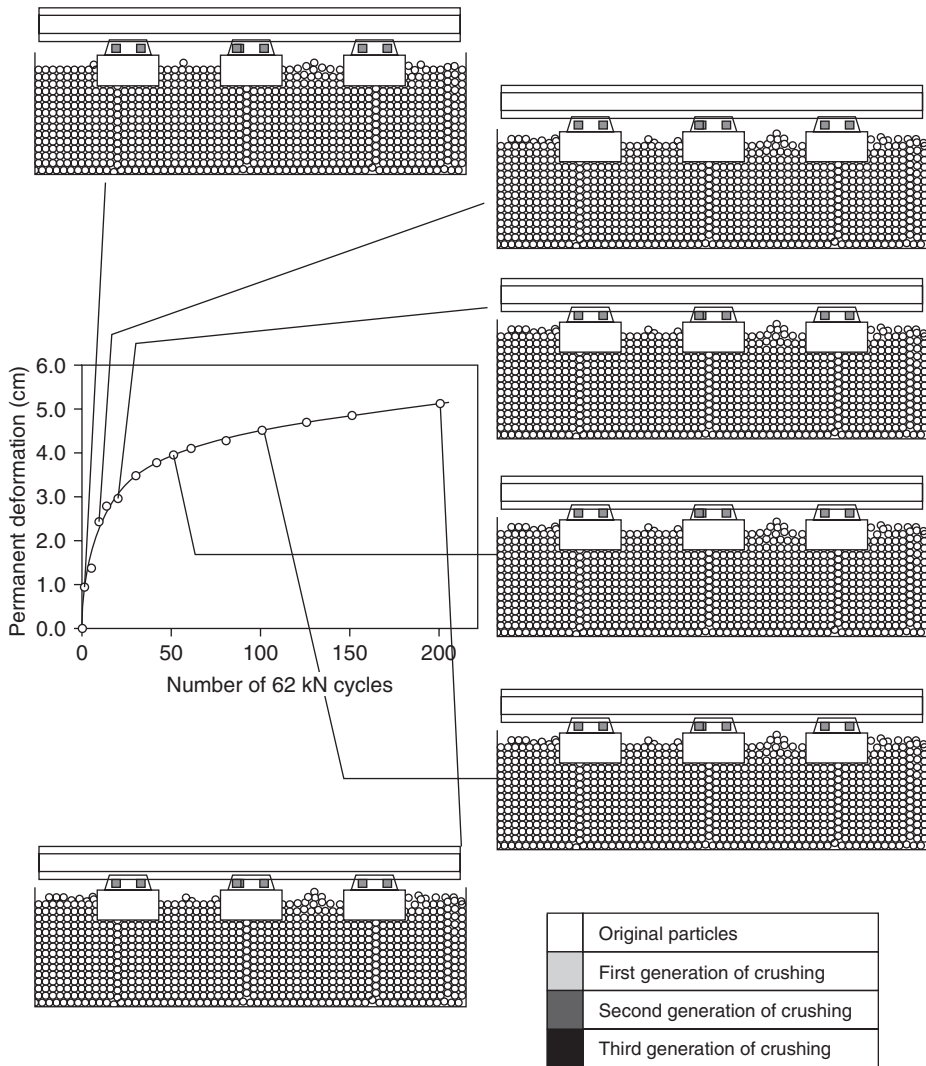 6.0
5.0
4.0
3.0
2.0
1.0
0.0
Permanent deformation (cm)
0 50 100 150 200
Number of 62 kN cycles
Original particles
First generation of crushing
Second generation of crushing
Third generation of crushing